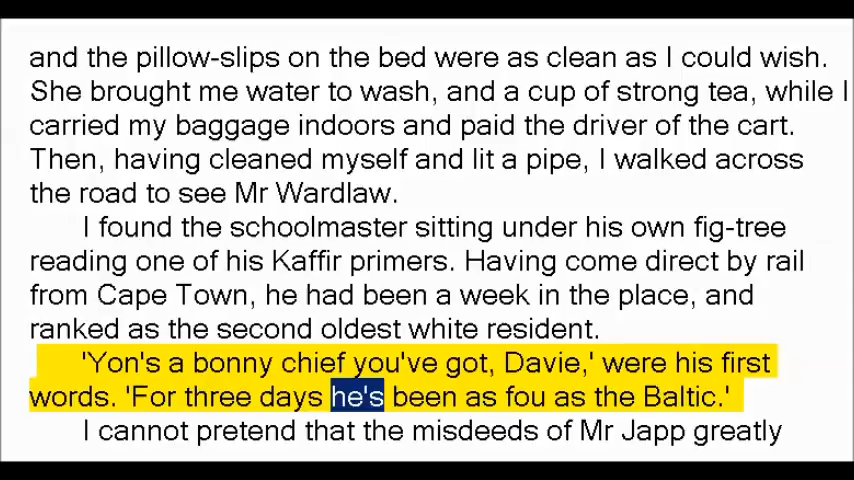 and the pillow-slips on the bed were as clean as I could wish.
She brought me water to wash, and a cup of strong tea, while I
carried my baggage indoors and paid the driver of the cart.
Then, having cleaned myself and lit a pipe, I walked across
the road to see Mr Wardlaw.
I found the schoolmaster sitting under his own fig-tree
reading one of his Kaffir primers. Having come direct by rail
from Cape Town, he had been a week in the place, and
ranked as the second oldest white resident.
'Yon's a bonny chief you've got, Davie,' were his first
words. 'For three days he's been as fou as the Baltic.'
I cannot pretend that the misdeeds of Mr Japp greatly